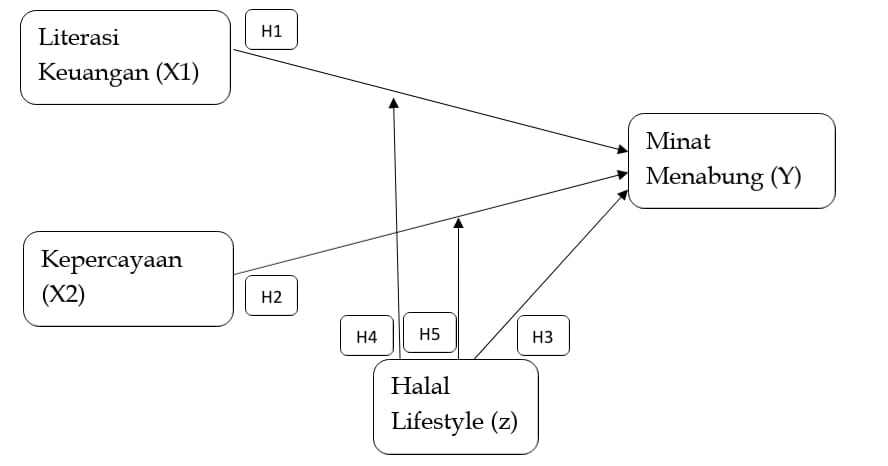 Literasi
Keuangan (X1)
H1
Minat
Menabung (Y)
Kepercayaan
(X2)
H2
H4
H5
H3
Halal
Lifestyle (z)